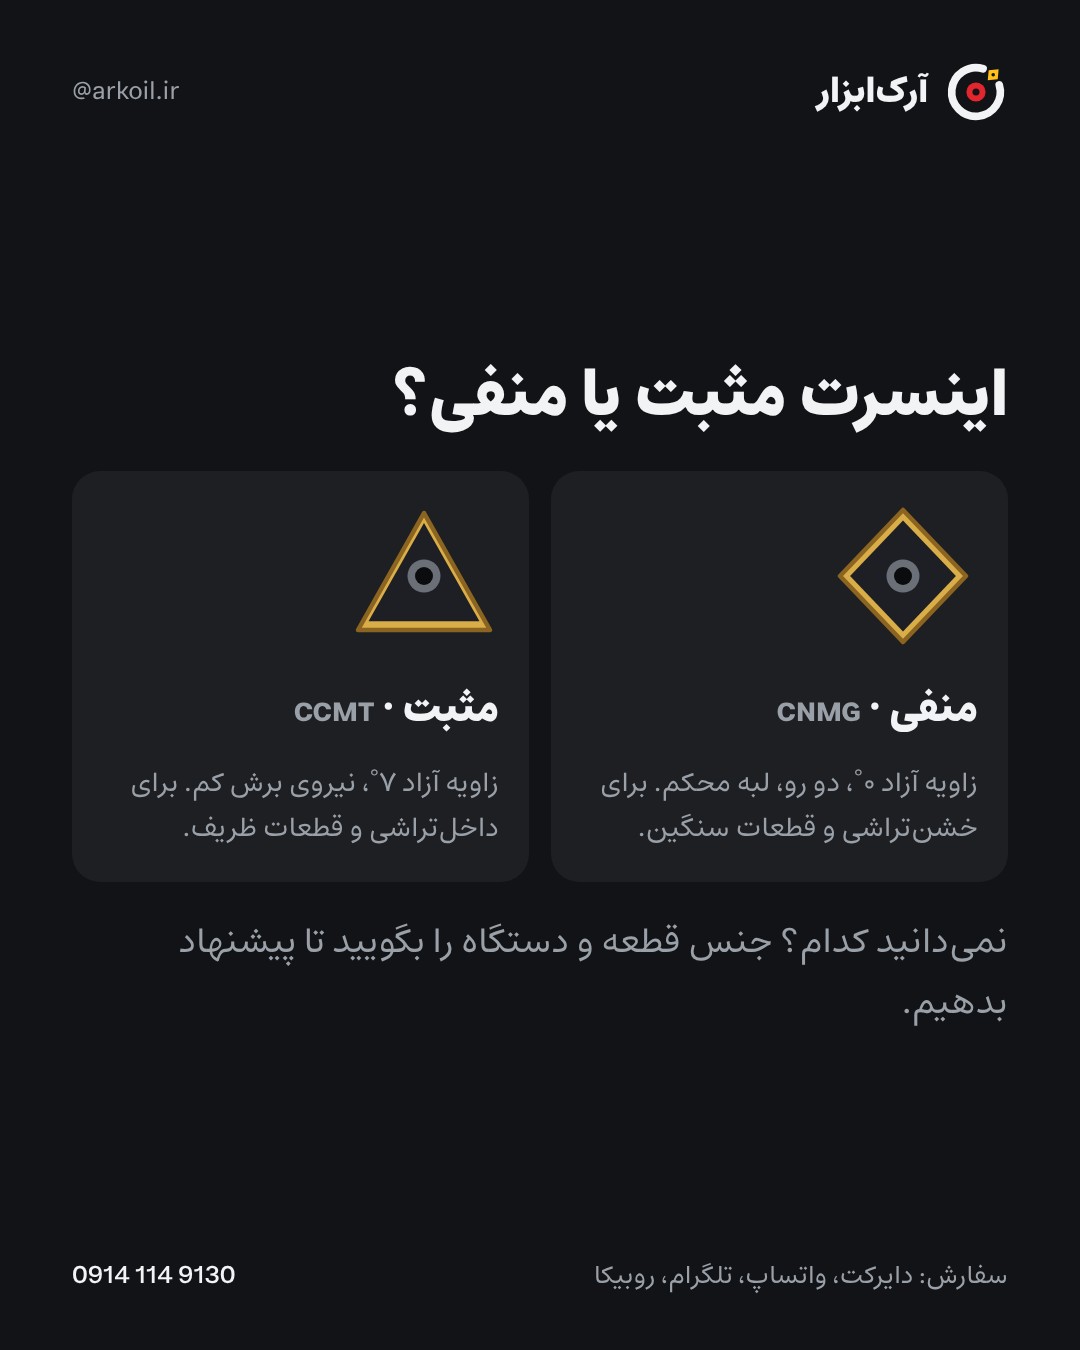 آرک‌ابزار
@arkoil.ir
اینسرت مثبت یا منفی؟
منفی · CNMG
زاویه آزاد ۰°، دو رو، لبه محکم. برای
خشن‌تراشی و قطعات سنگین.
مثبت · CCMT
زاویه آزاد ۷°، نیروی برش کم. برای
داخل‌تراشی و قطعات ظریف.
نمی‌دانید کدام؟ جنس قطعه و دستگاه را بگویید تا پیشنهاد
بدهیم.
سفارش: دایرکت، واتساپ، تلگرام، روبیکا
0914 114 9130